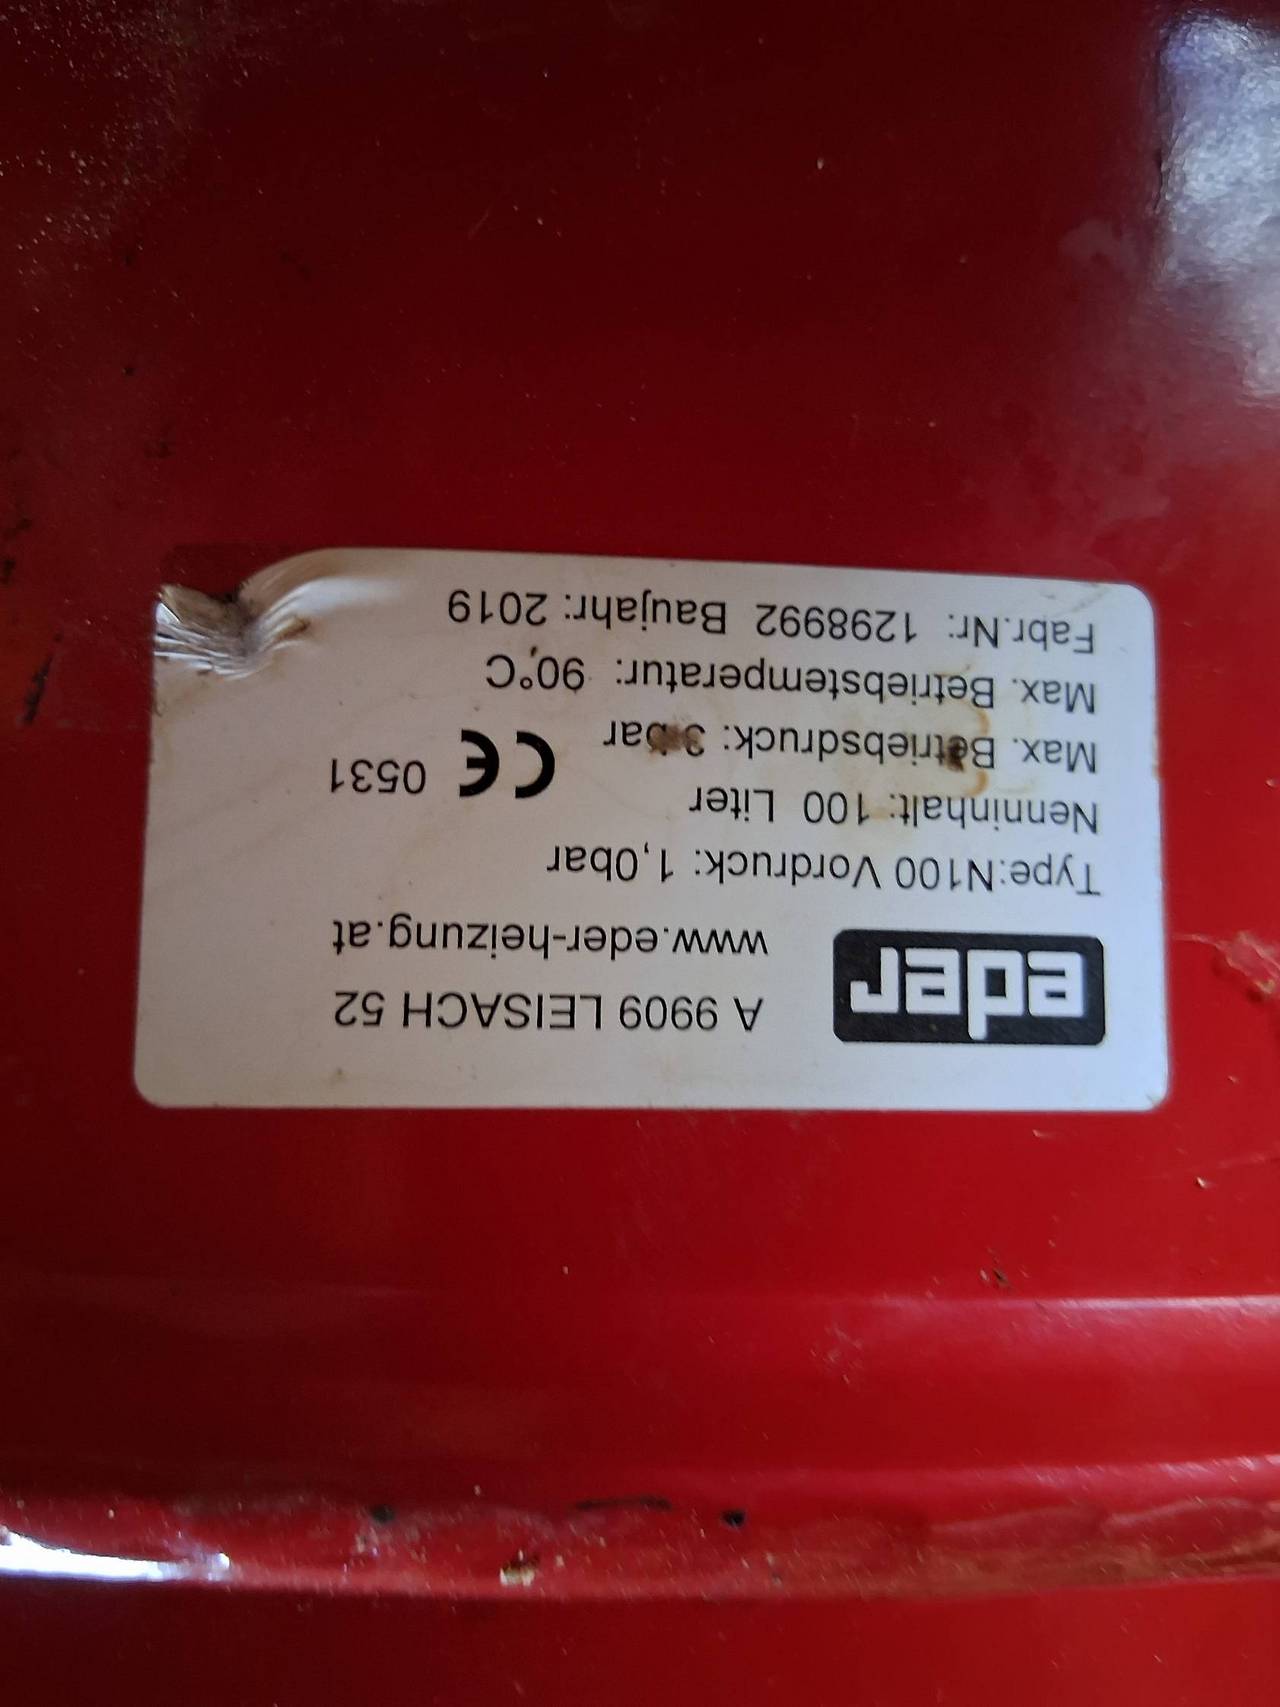 eder
A 9909 LEISACH 52
www.eder-heizung.at
Type:N100 Vordruck: 1,0bar
Nenninhalt: 100 Liter
Max. Betriebsdruck: 3 bar
CE 0531
Max. Betriebstemperatur: 90°C
Fabr.Nr: 1298992 Baujahr: 2019